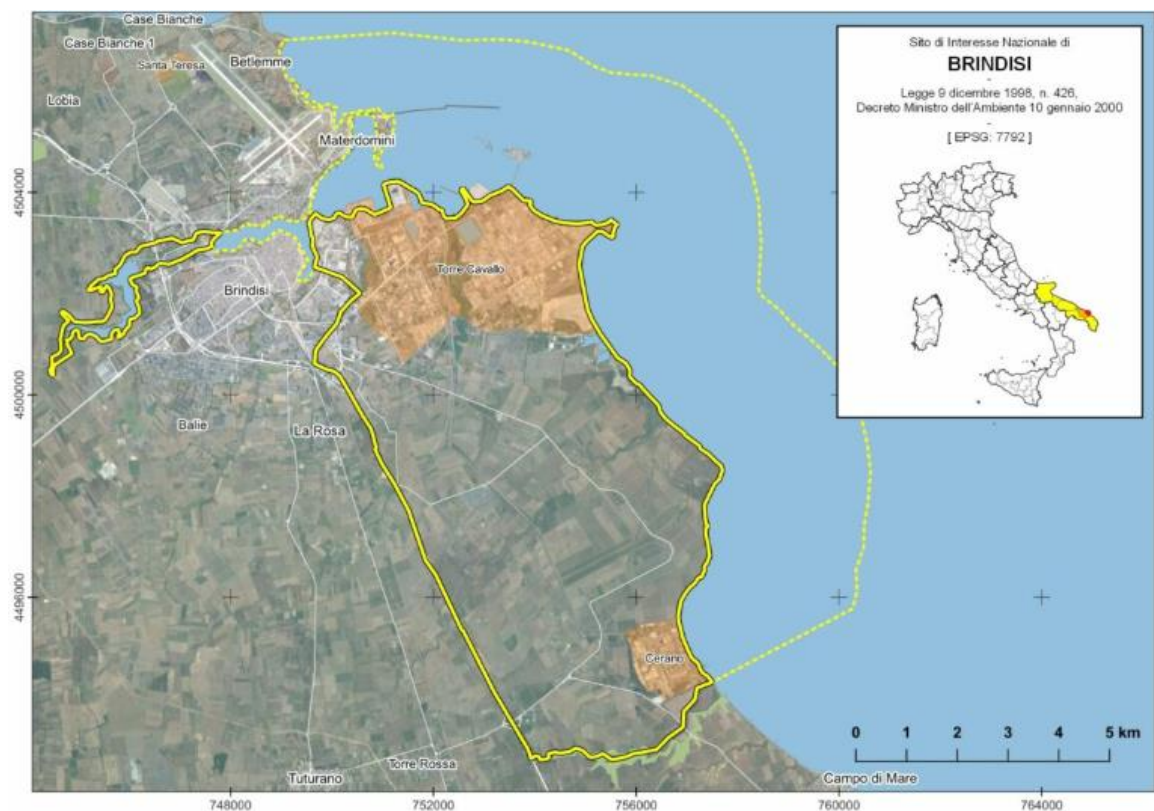 Case Bianche
Case Bianche 1
Betlemme
Santa Teresa
Lobia
Materdomini
Torre Cavallo
Brindisi
Balie
La Rosa
Cerano
Torre Rossa
Tuturano
Campo di Mare
4504000
4500000
4496000
748000
752000
756000
760000
764000
0 1 2 3 4 5 km
Sito di Interesse Nazionale di
BRINDISI
-
Legge 9 dicembre 1998, n. 426,
Decreto Ministro dell'Ambiente 10 gennaio 2000
-
[ EPSG: 7792 ]